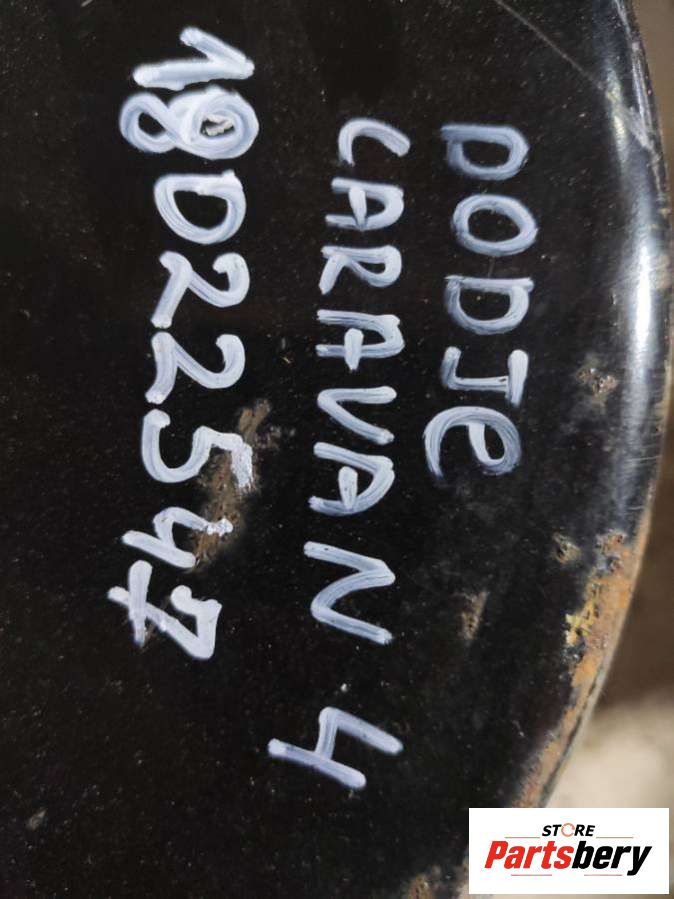 DODJe
CARAVAN 4
18D22547
STORE
Partsbery